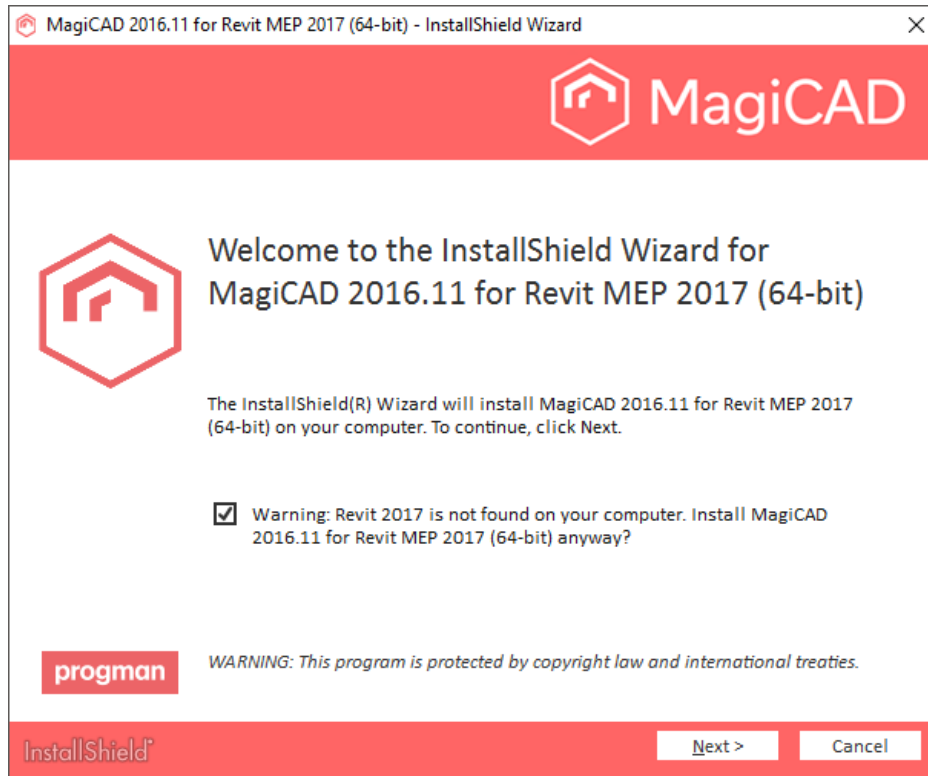 MagiCAD 2016.11 for Revit MEP 2017 (64-bit) - InstallShield Wizard
MagiCAD
Welcome to the InstallShield Wizard for
MagiCAD 2016.11 for Revit MEP 2017 (64-bit)
The InstallShield(R) Wizard will install MagiCAD 2016.11 for Revit MEP 2017
(64-bit) on your computer. To continue, click Next.
Warning: Revit 2017 is not found on your computer. Install MagiCAD
2016.11 for Revit MEP 2017 (64-bit) anyway?
progman
WARNING: This program is protected by copyright law and international treaties.
InstallShield
Next >
Cancel